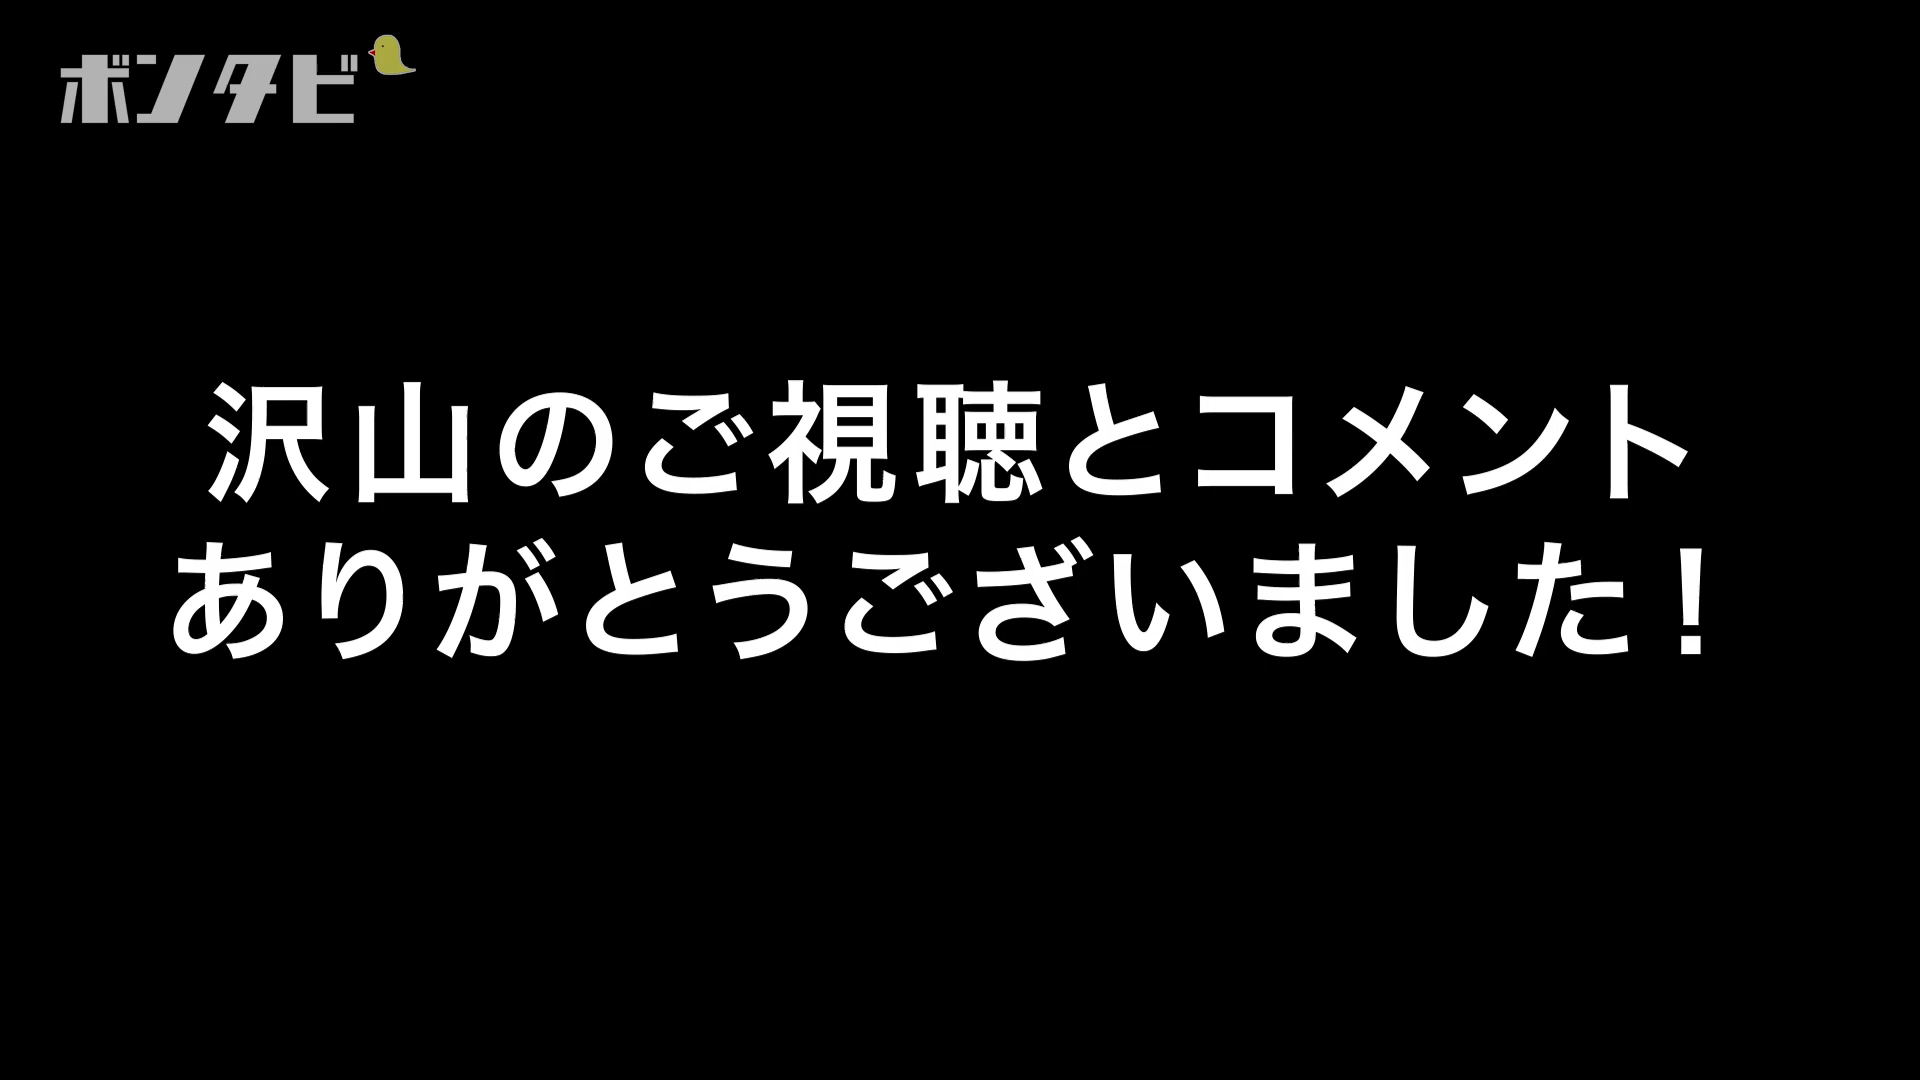 ボンタビ
沢山のご視聴とコメント
ありがとうございました！